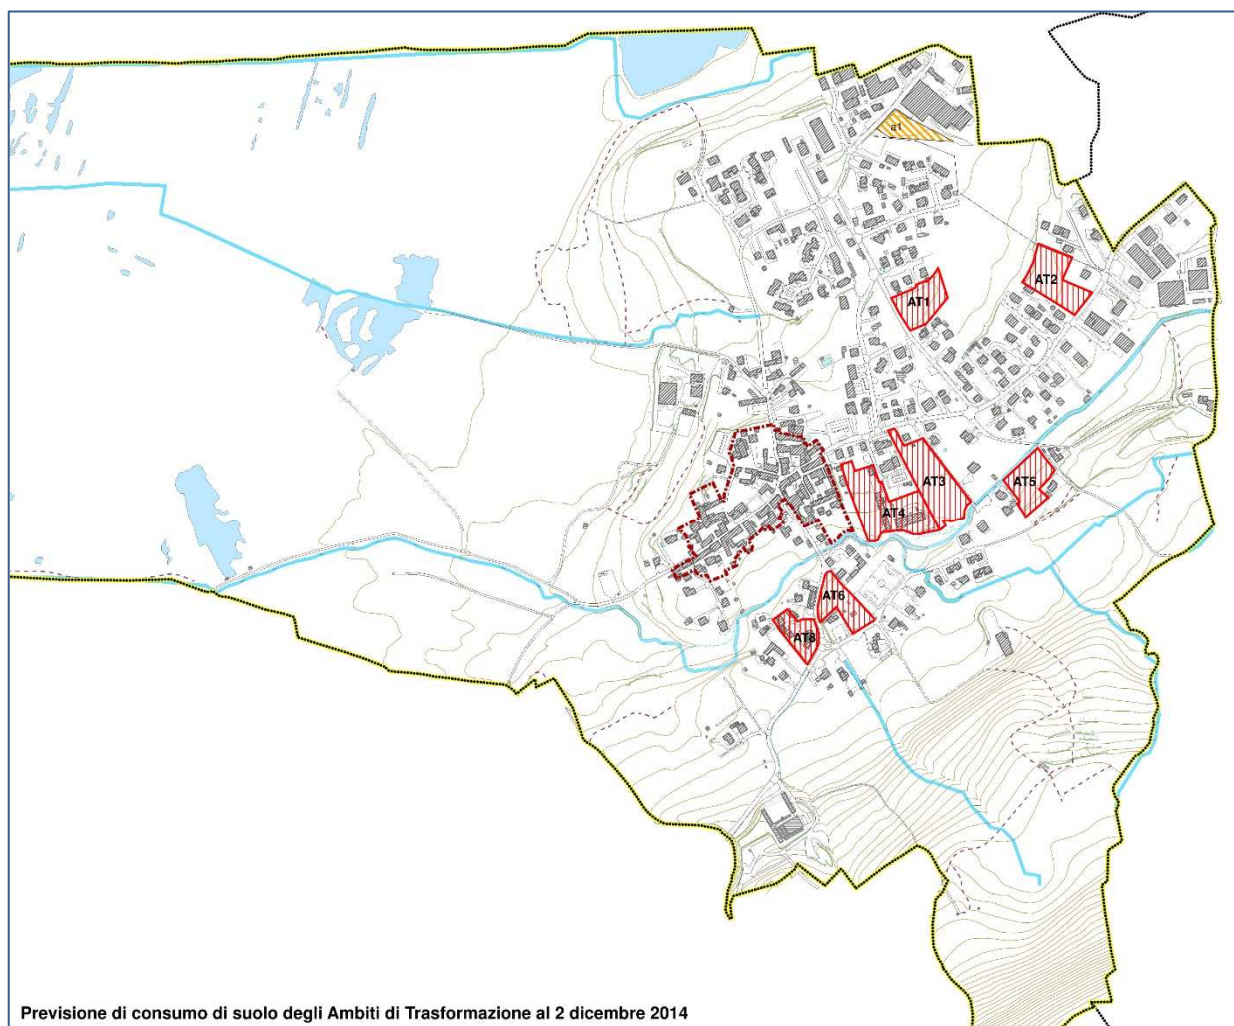 a1
AT2
AT1
AT3
AT5
AT4
AT6
AT8
Previsione di consumo di suolo degli Ambiti di Trasformazione al 2 dicembre 2014